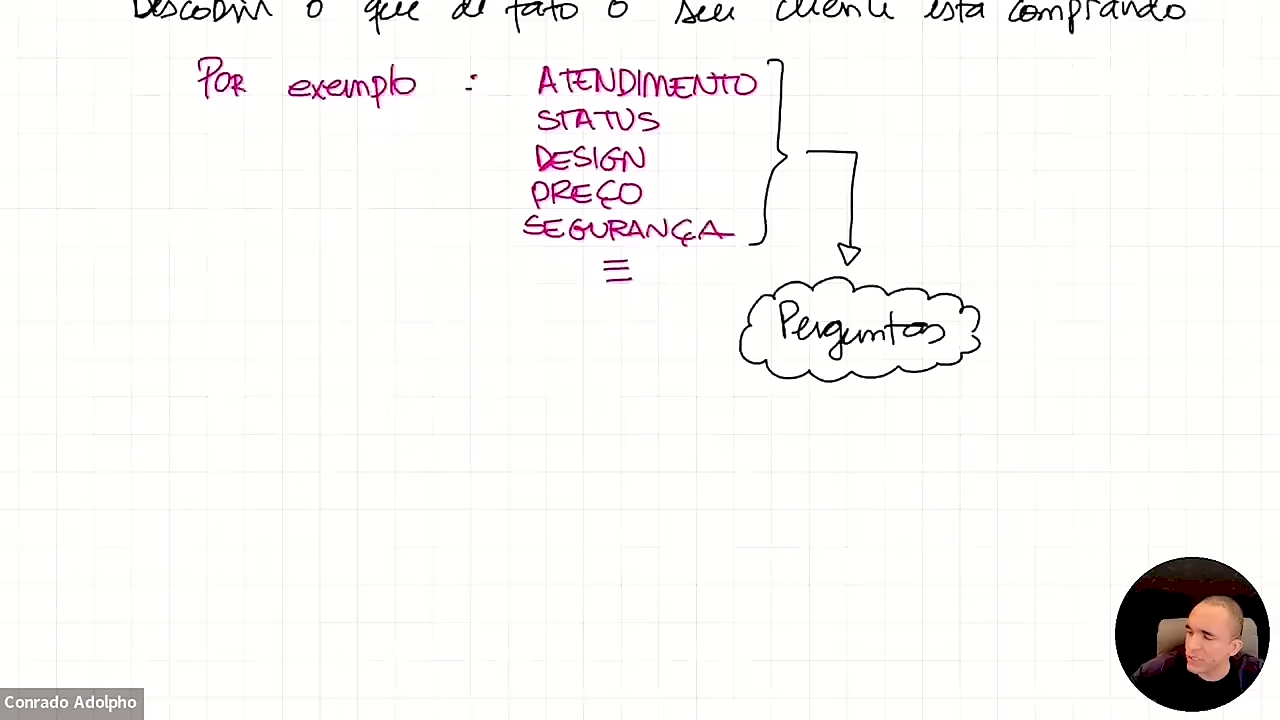 Descobrir o que de fato o seu cliente está comprando
Por exemplo :
ATENDIMENTO
STATUS
DESIGN
PREÇO
SEGURANÇA
Perguntas
Conrado Adolpho